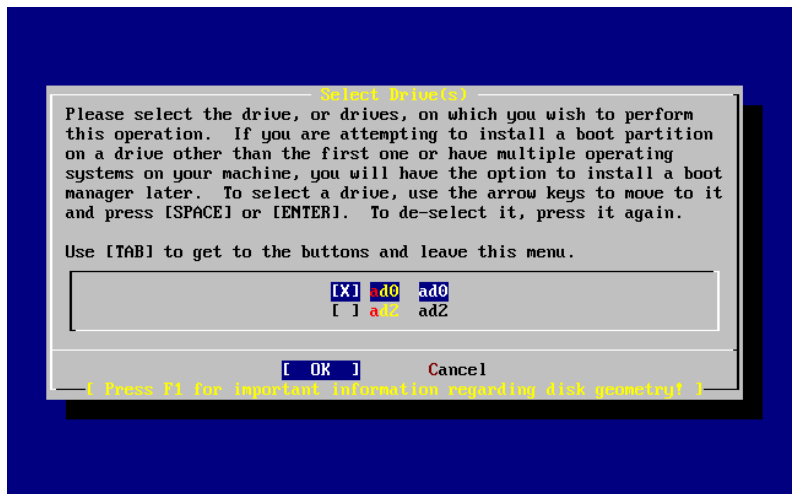 Select Drive(s)
Please select the drive, or drives, on which you wish to perform
this operation.  If you are attempting to install a boot partition
on a drive other than the first one or have multiple operating
systems on your machine, you will have the option to install a boot
manager later.  To select a drive, use the arrow keys to move to it
and press [SPACE] or [ENTER].  To de-select it, press it again.
Use [TAB] to get to the buttons and leave this menu.
[X] ad0  ad0
[ ] ad2  ad2
[  OK  ]  Cancel
[ Press F1 for important information regarding disk geometry! ]